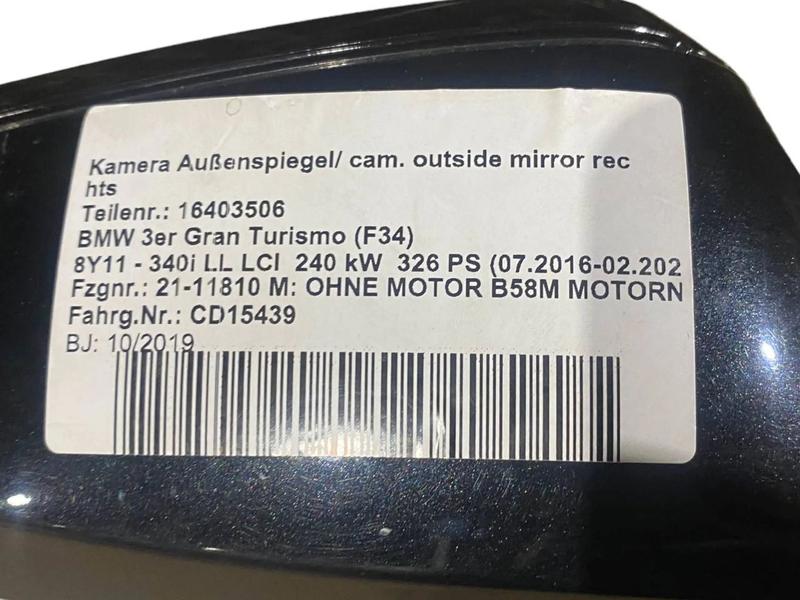 Kamera Außenspiegel/ cam. outside mirror rec
hts
Teilenr.: 16403506
BMW 3er Gran Turismo (F34)
8Y11 - 340i LL LCI  240 kW  326 PS (07.2016-02.202
Fzgnr.: 21-11810 M: OHNE MOTOR B58M MOTORN
Fahrg.Nr.: CD15439
BJ: 10/2019